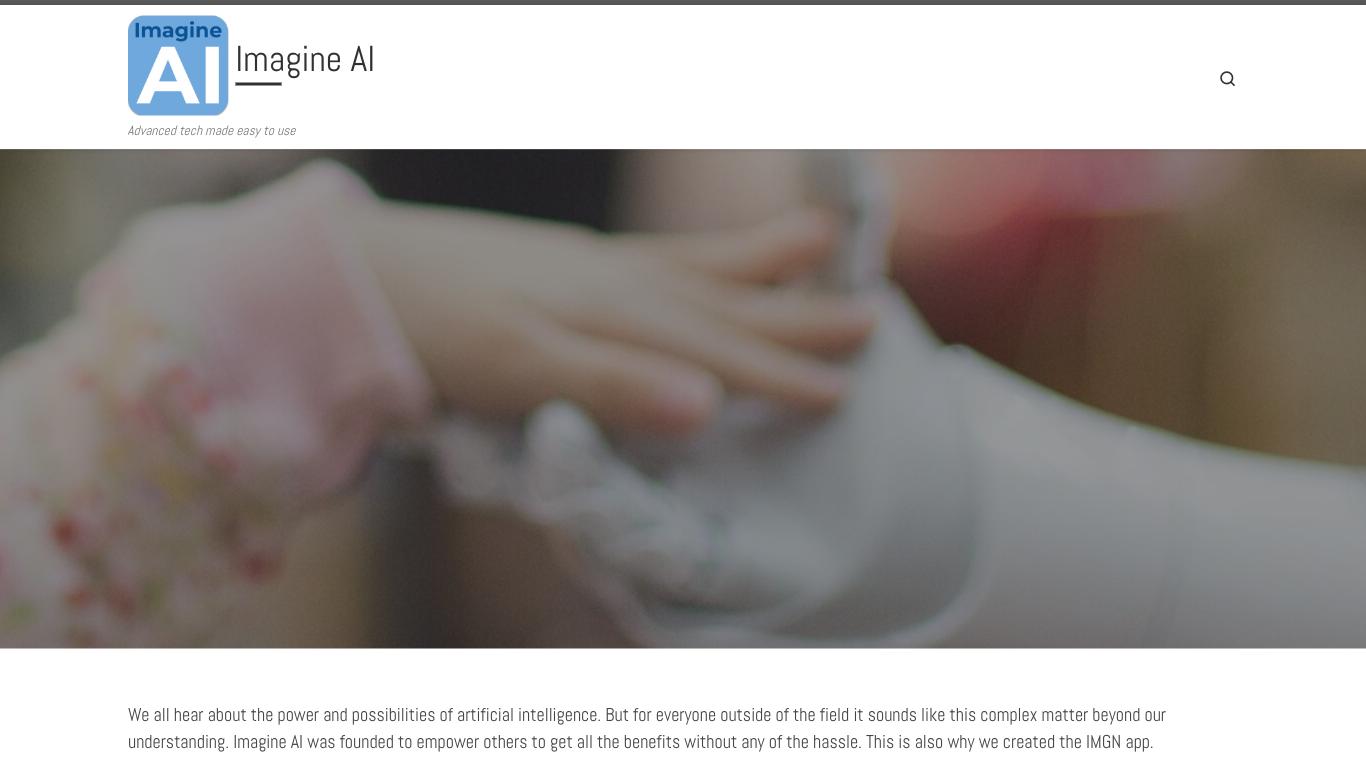 Imagine
AI
Imagine AI
Advanced tech made easy to use
We all hear about the power and possibilities of artificial intelligence. But for everyone outside of the field it sounds like this complex matter beyond our
understanding. Imagine AI was founded to empower others to get all the benefits without any of the hassle. This is also why we created the IMGN app.